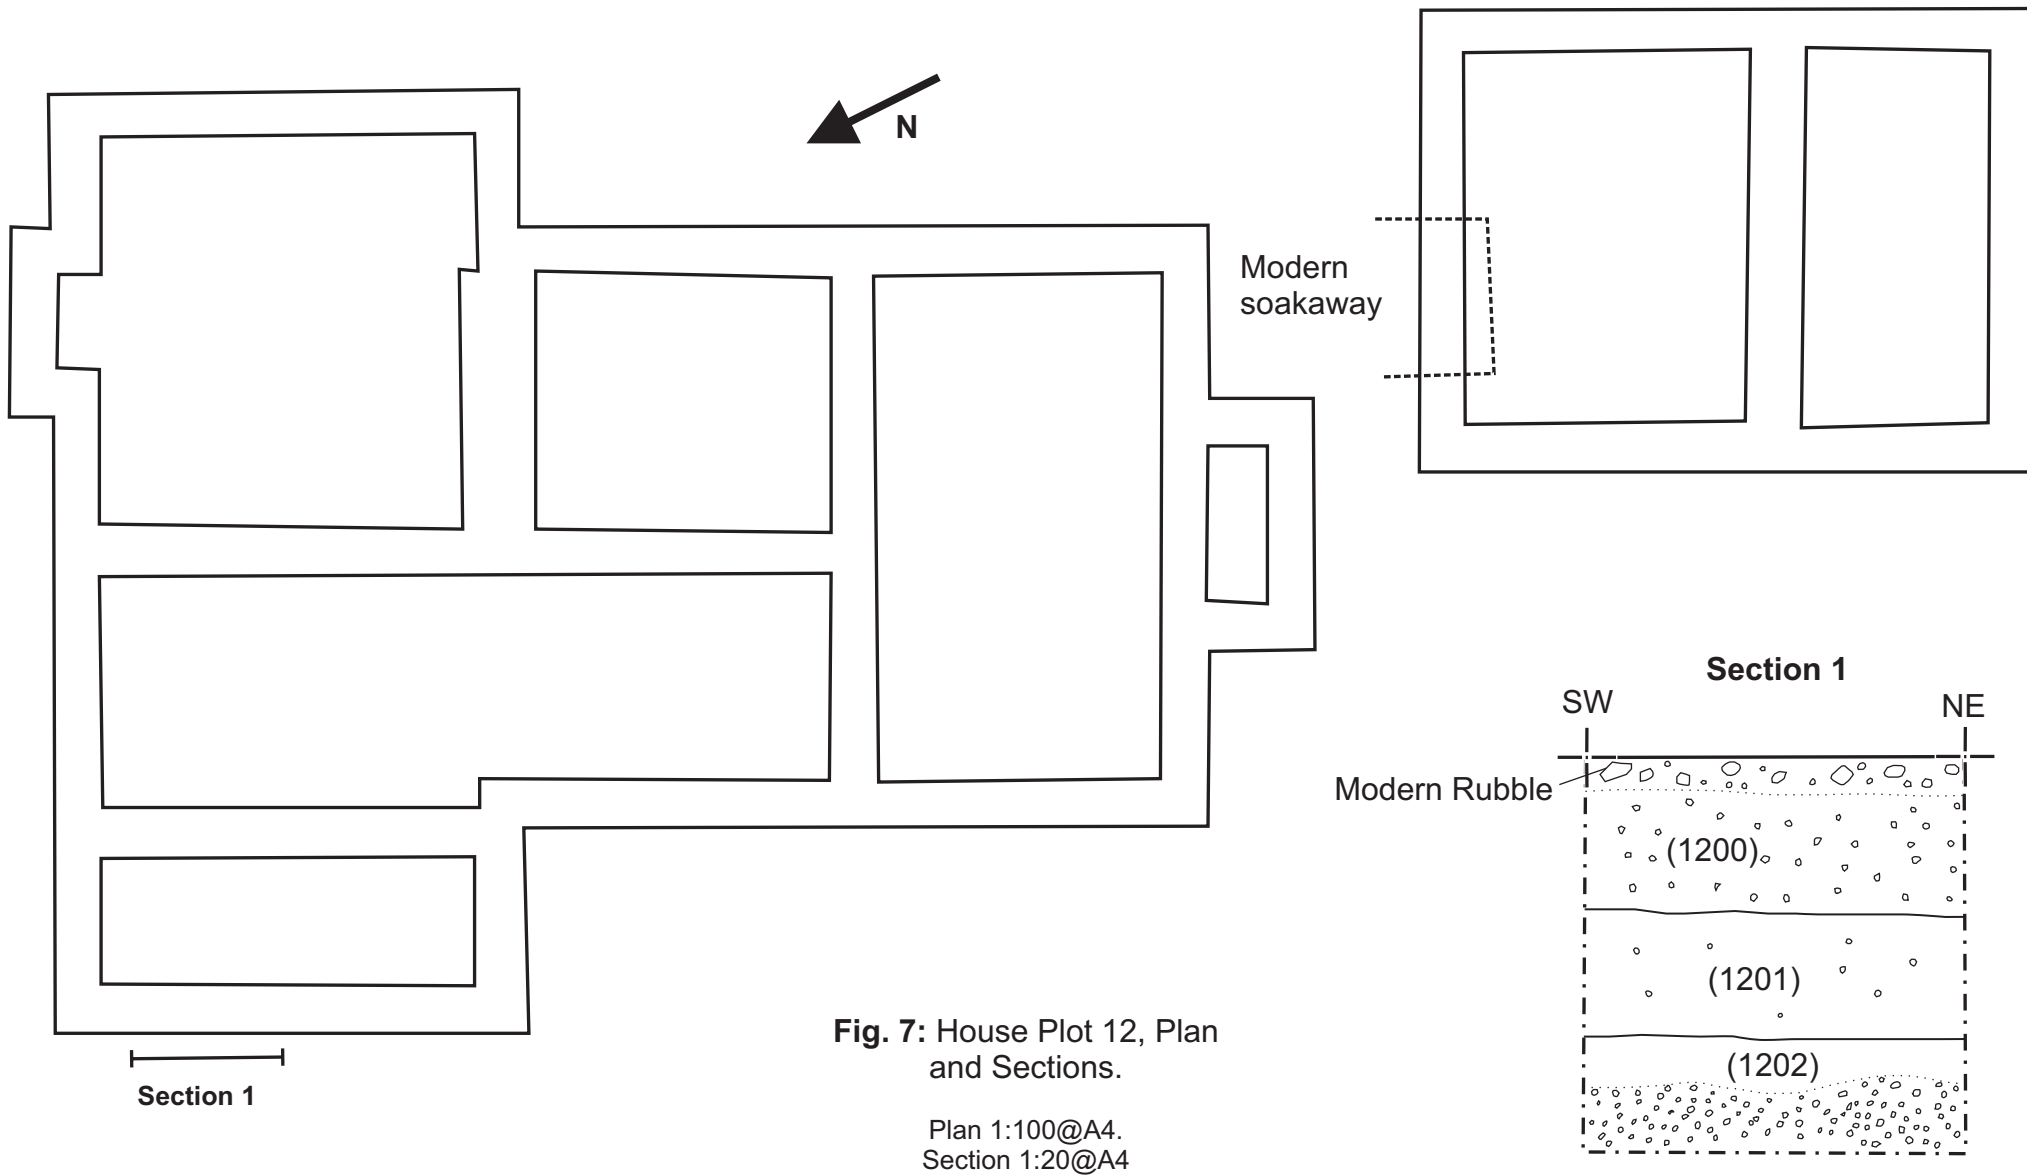 N
Modern
soakaway
Section 1
SW
NE
Modern Rubble
(1200)
(1201)
(1202)
Fig. 7: House Plot 12, Plan
and Sections.
Plan 1:100@A4.
Section 1:20@A4
Section 1